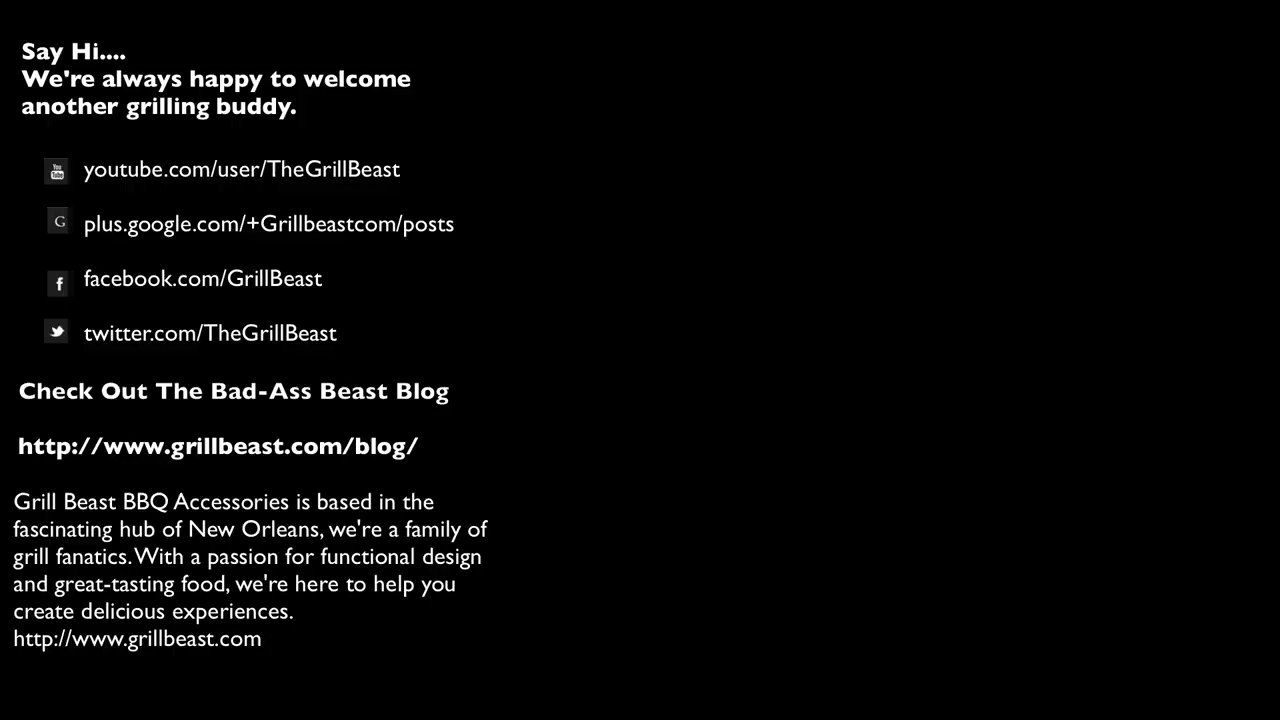 Say Hi....
We're always happy to welcome
another grilling buddy.
You Tube youtube.com/user/TheGrillBeast
G plus.google.com/+Grillbeastcom/posts
f facebook.com/GrillBeast
twitter.com/TheGrillBeast
Check Out The Bad-Ass Beast Blog
http://www.grillbeast.com/blog/
Grill Beast BBQ Accessories is based in the
fascinating hub of New Orleans, we're a family of
grill fanatics. With a passion for functional design
and great-tasting food, we're here to help you
create delicious experiences.
http://www.grillbeast.com